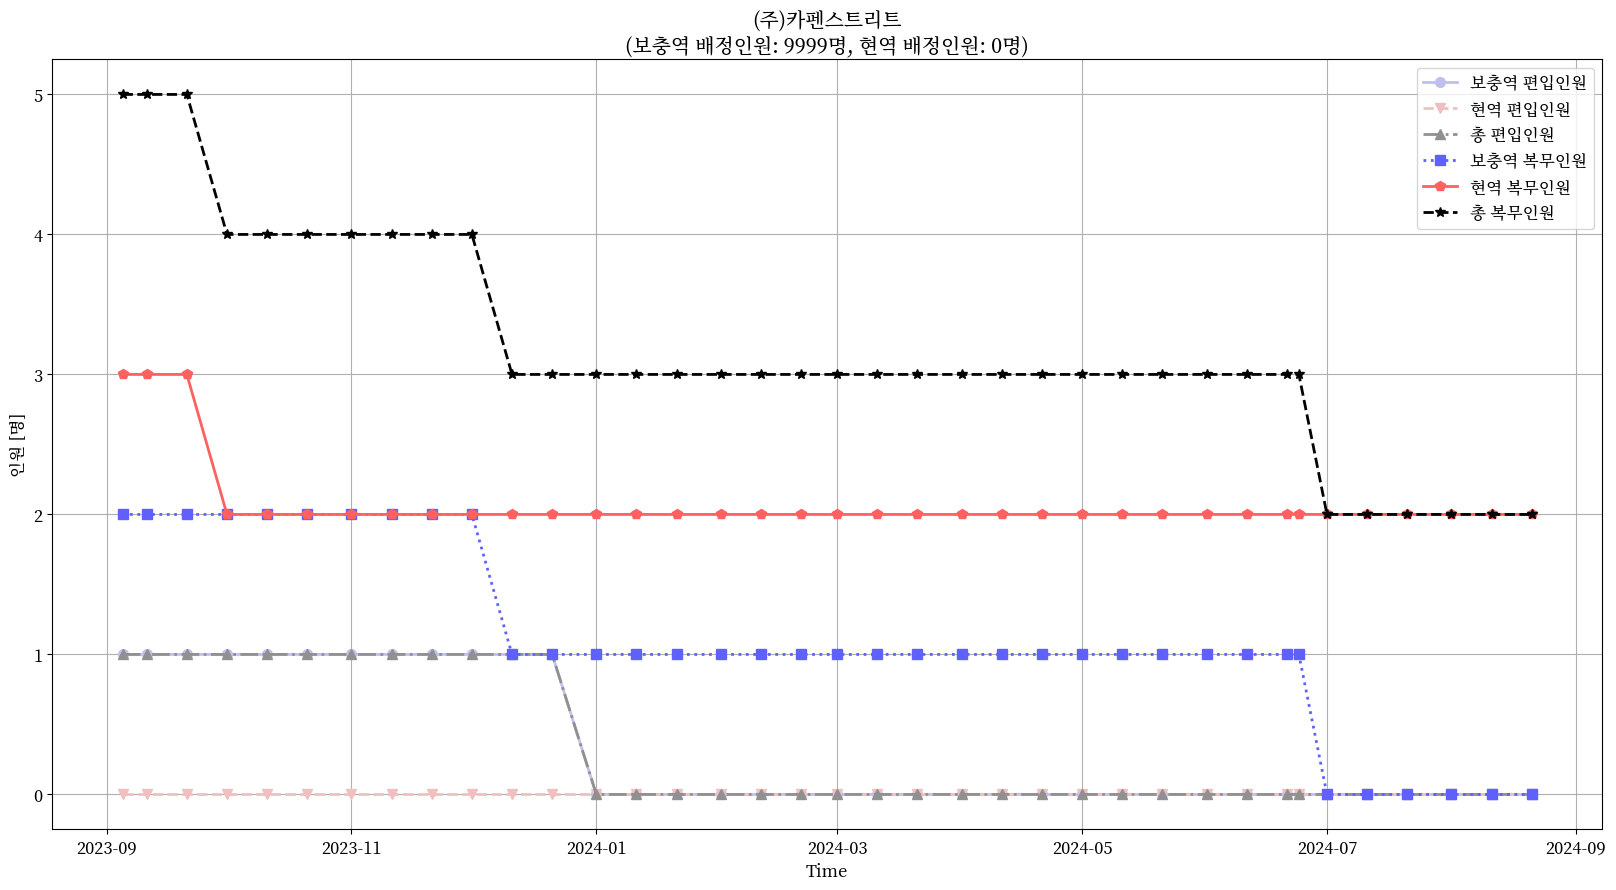 (주)카펜스트리트
(보충역 배정인원: 9999명, 현역 배정인원: 0명)
보충역 편입인원
현역 편입인원
총 편입인원
보충역 복무인원
현역 복무인원
총 복무인원
인원 [명]
5
4
3
2
1
0
2023-09 2023-11 2024-01 2024-03 2024-05 2024-07 2024-09
Time